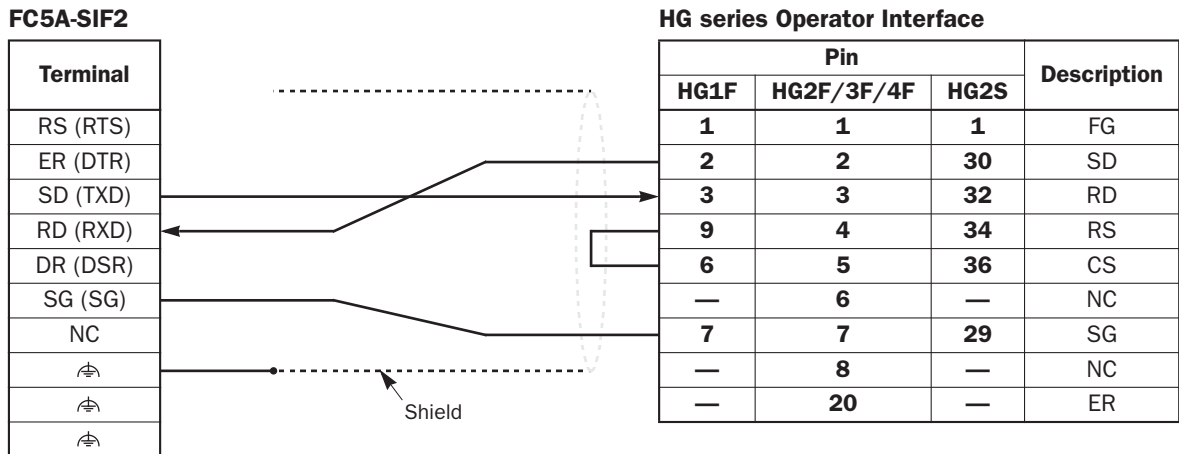 FC5A-SIF2
Terminal
RS (RTS)
ER (DTR)
SD (TXD)
RD (RXD)
DR (DSR)
SG (SG)
NC
Shield
HG series Operator Interface
Pin Description
HG1F HG2F/3F/4F HG2S
1 1 1 FG
2 2 30 SD
3 3 32 RD
9 4 34 RS
6 5 36 CS
— 6 — NC
7 7 29 SG
— 8 — NC
— 20 — ER